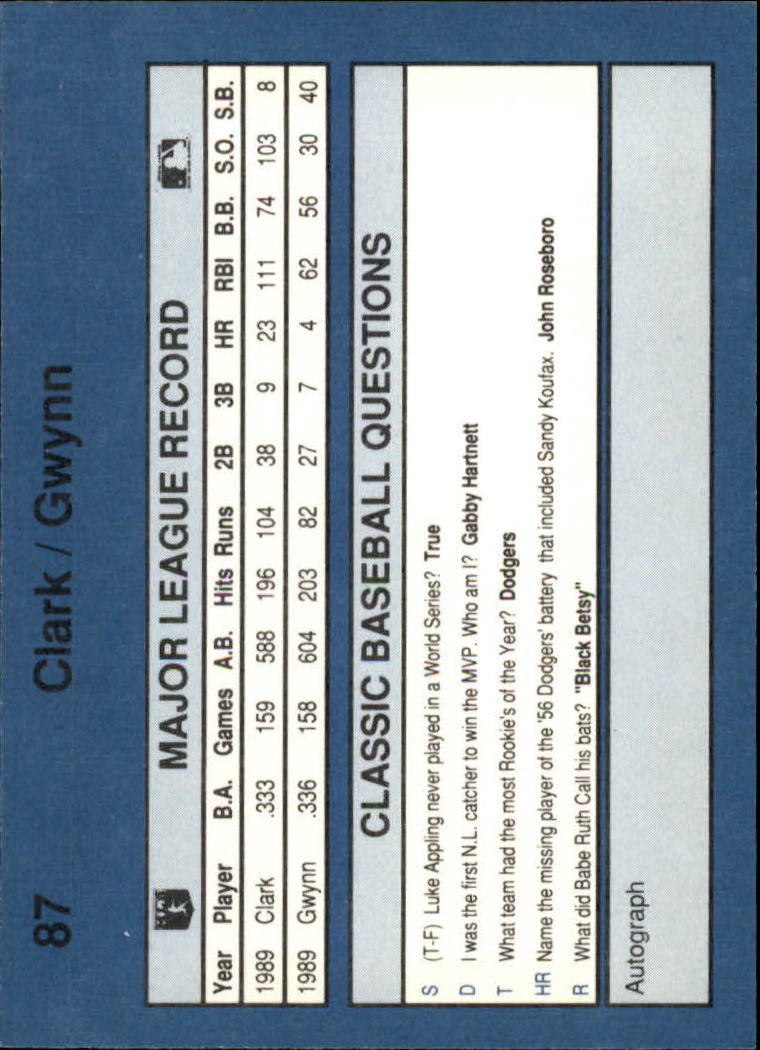 87 Clark / Gwynn
MAJOR LEAGUE RECORD
Year Player B.A. Games A.B. Hits Runs 2B 3B HR RBI B.B. S.O. S.B.
1989 Clark .333 159 588 196 104 38 9 23 111 74 103 8
1989 Gwynn .336 158 604 203 82 27 7 4 62 56 30 40
CLASSIC BASEBALL QUESTIONS
S (T-F) Luke Appling never played in a World Series? True
D I was the first N.L. catcher to win the MVP. Who am I? Gabby Hartnett
T What team had the most Rookie's of the Year? Dodgers
HR Name the missing player of the '56 Dodgers' battery that included Sandy Koufax. John Roseboro
R What did Babe Ruth Call his bats? "Black Betsy"
Autograph